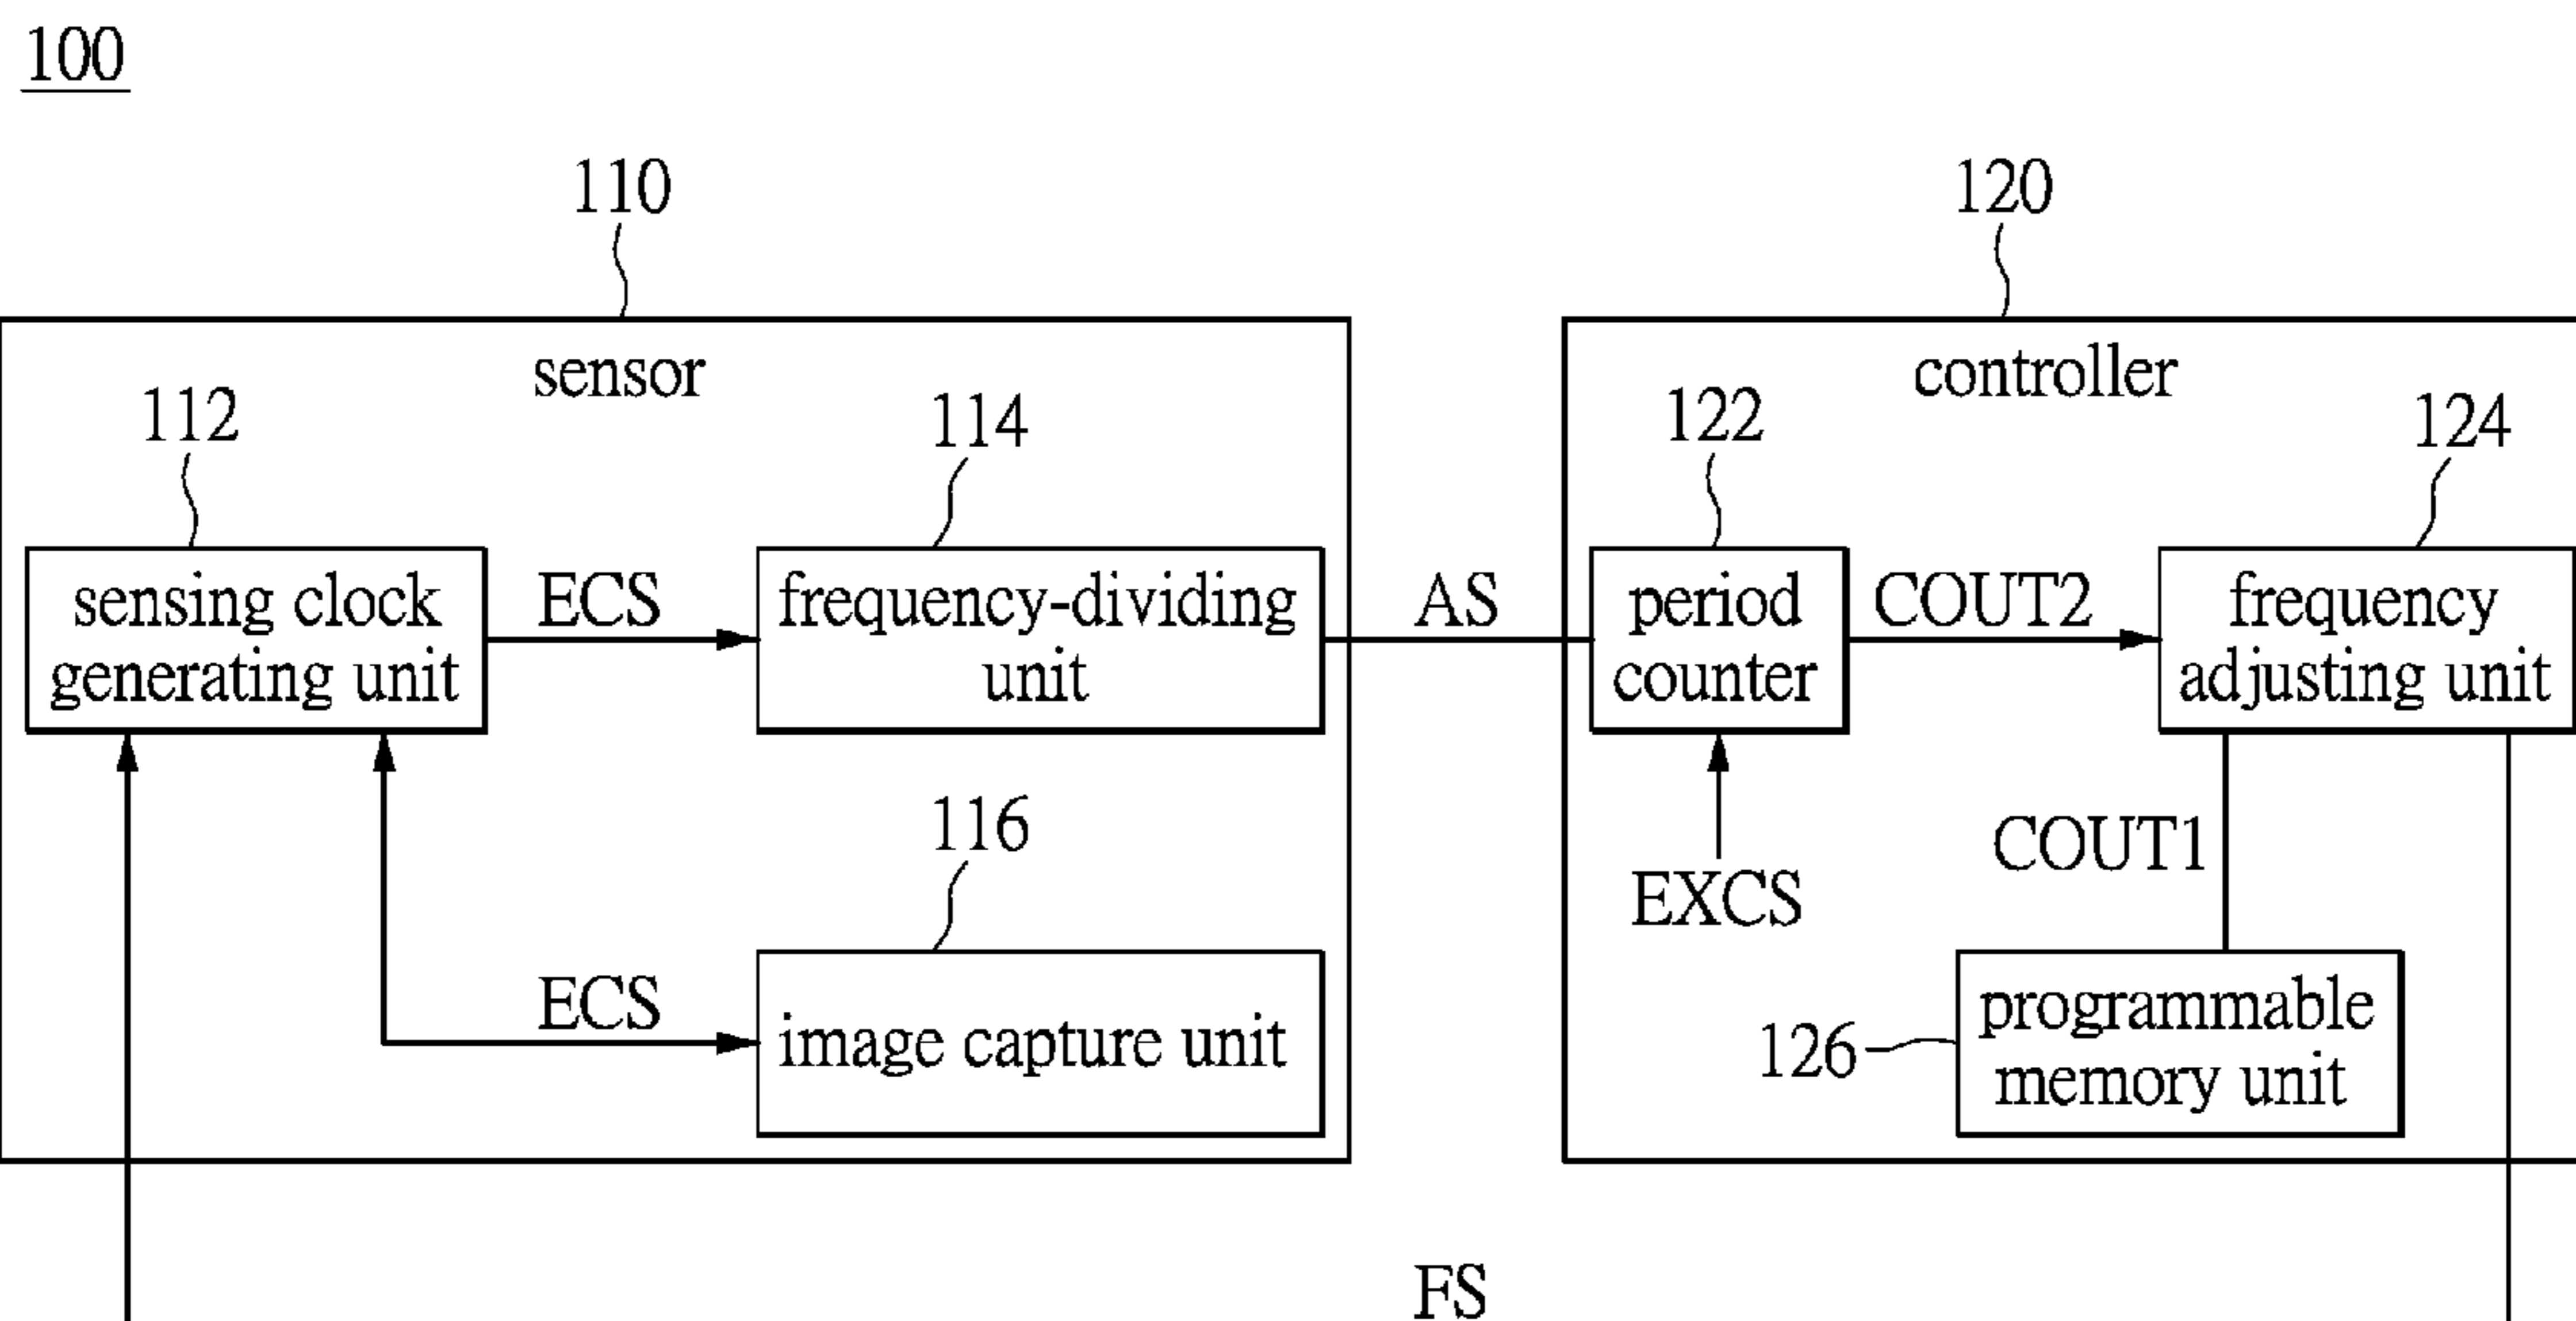 100
110
120
sensor
controller
112
114
122
124
sensing clock
generating unit
ECS
frequency-dividing
unit
AS
period
counter
COUT2
frequency
adjusting unit
116
COUT1
EXCS
ECS
image capture unit
126
programmable
memory unit
FS